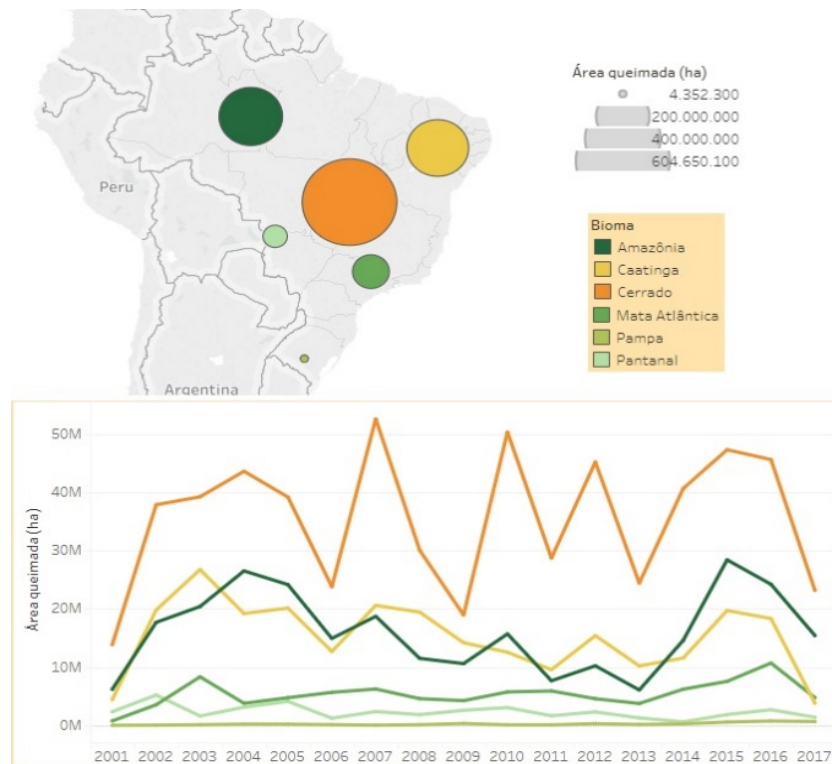 Peru
Argentina
Área queimada (ha)
4.352.300
200.000.000
400.000.000
604.650.100
Bioma
Amazônia
Caatinga
Cerrado
Mata Atlântica
Pampa
Pantanal
Área queimada (ha)
50M
40M
30M
20M
10M
0M
2001 2002 2003 2004 2005 2006 2007 2008 2009 2010 2011 2012 2013 2014 2015 2016 2017